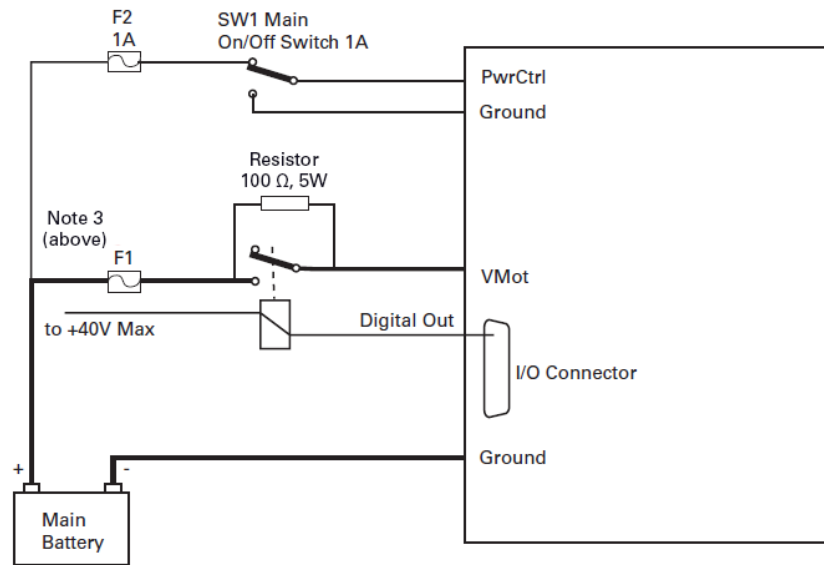 F2
1A
SW1 Main
On/Off Switch 1A
PwrCtrl
Ground
Resistor
100 Ω, 5W
Note 3
(above)
F1
VMot
to +40V Max
Digital Out
I/O Connector
Ground
+
-
Main
Battery